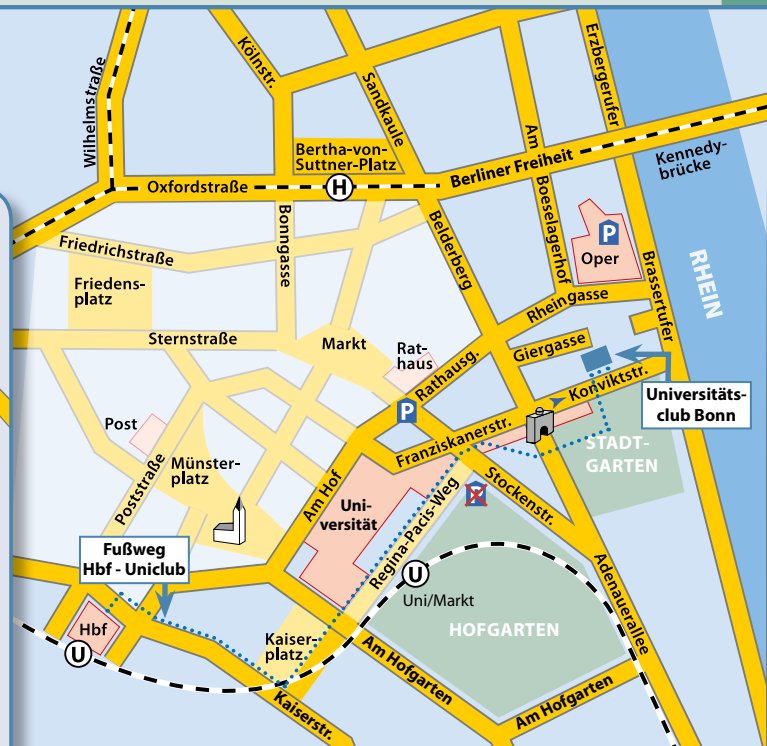 Kölnstr.
Sandkaule
Erzbergerufer
Wilhelmstraße
Am Boeselagerhof
Bertha-von-
Suttner-Platz
Berliner Freiheit
Kennedy-
brücke
Oxfordstraße
H
Bonngasse
Belderberg
Friedrichstraße
P
Oper
Brassertufer
RHEIN
Friedens-
platz
Rheingasse
Sternstraße
Markt
Rat-
haus
Giergasse
Rathausg.
Konviktstr.
Universitäts-
club Bonn
P
Post
Franziskanerstr.
STADT-
GARTEN
Münster-
platz
Poststraße
Am Hof
Uni-
versität
Stockenstr.
P
Regina-Pacis-Weg
Fußweg
Hbf - Uniclub
U
Uni/Markt
Adenauerallee
Hbf
U
Kaiser-
platz
HOFGARTEN
Am Hofgarten
Am Hofgarten
Kaiserstr.